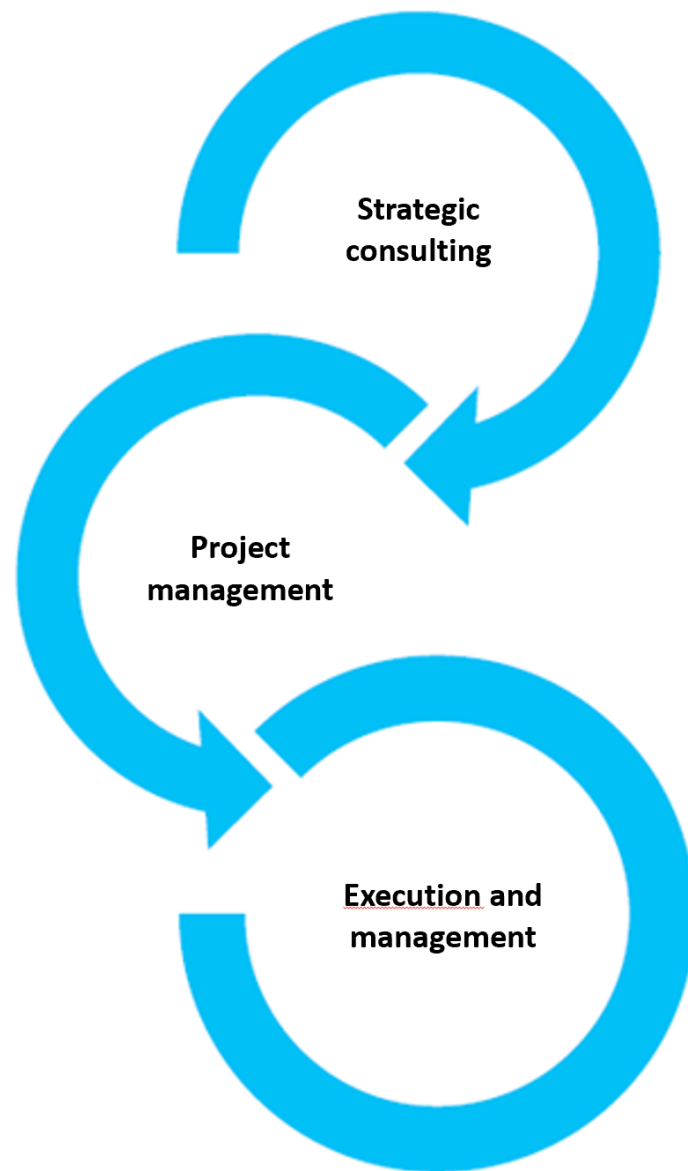 Strategic
consulting
Project
management
Execution and
management